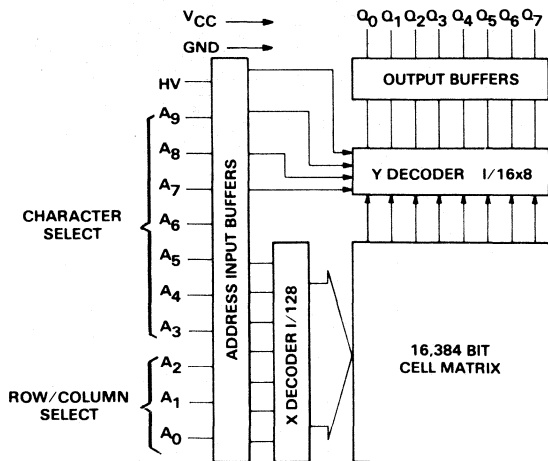 VCC
GND
HV
A9
A8
A7
A6
A5
A4
A3
A2
A1
A0
CHARACTER
SELECT
ROW/COLUMN
SELECT
ADDRESS INPUT BUFFERS
X DECODER I/128
Q0 Q1 Q2 Q3 Q4 Q5 Q6 Q7
OUTPUT BUFFERS
Y DECODER I/16x8
16,384 BIT
CELL MATRIX